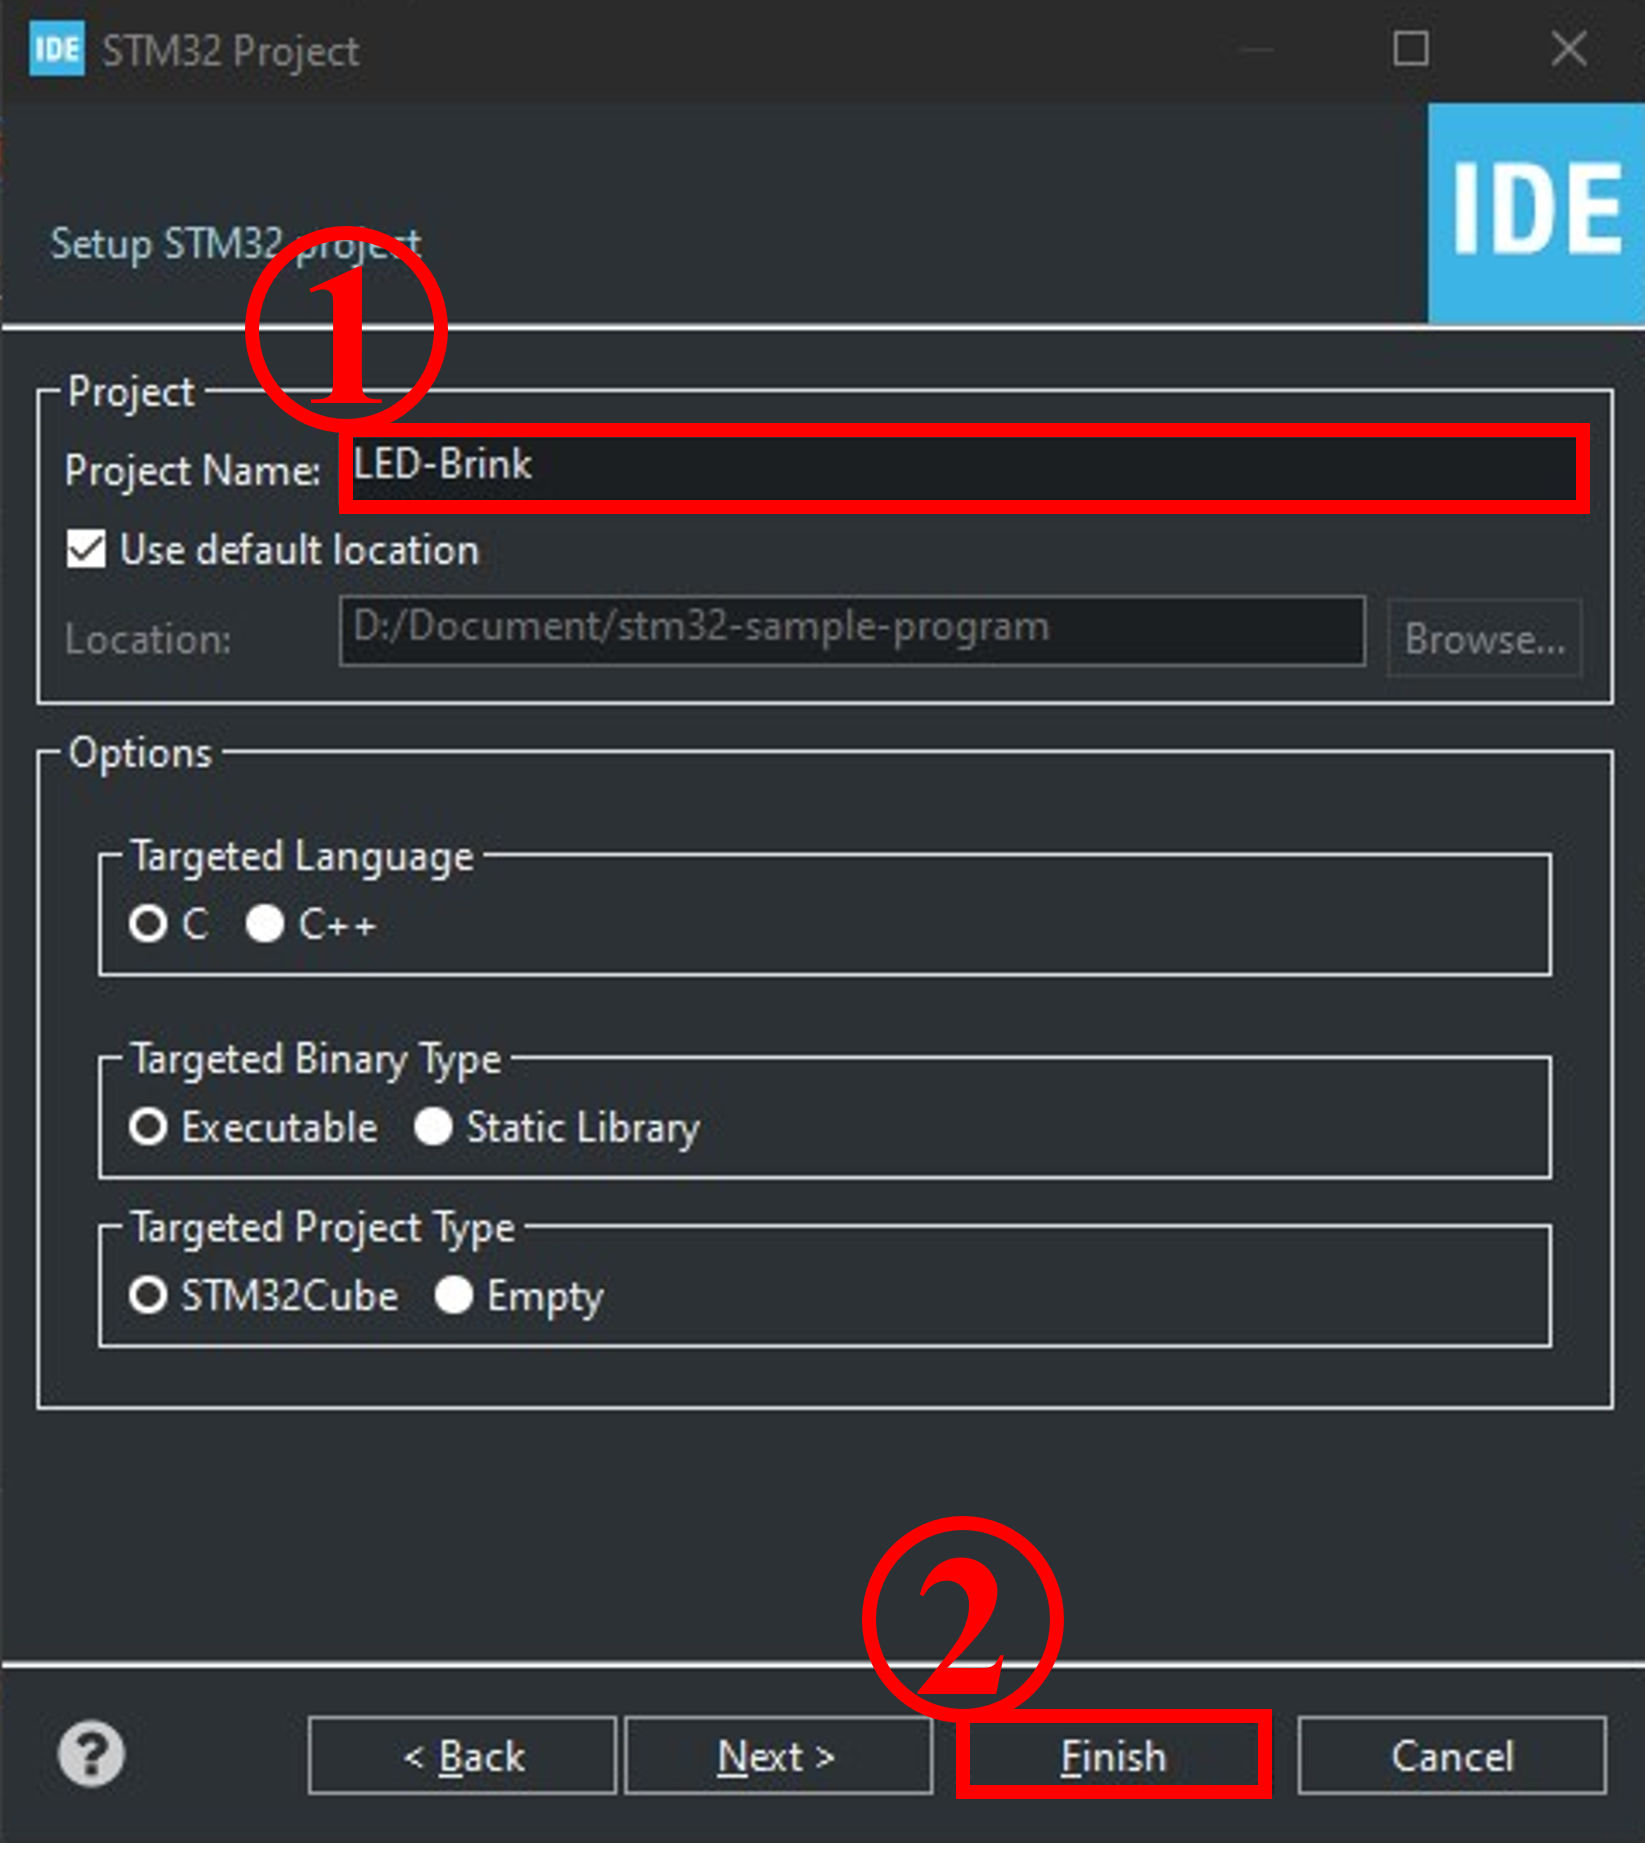 IDE STM32 Project
IDE
Setup STM32 project
①
Project
Project Name: LED-Brink
Use default location
Location: D:/Document/stm32-sample-program Browse...
Options
Targeted Language
C C++
Targeted Binary Type
Executable Static Library
Targeted Project Type
STM32Cube Empty
②
? < Back Next > Finish Cancel